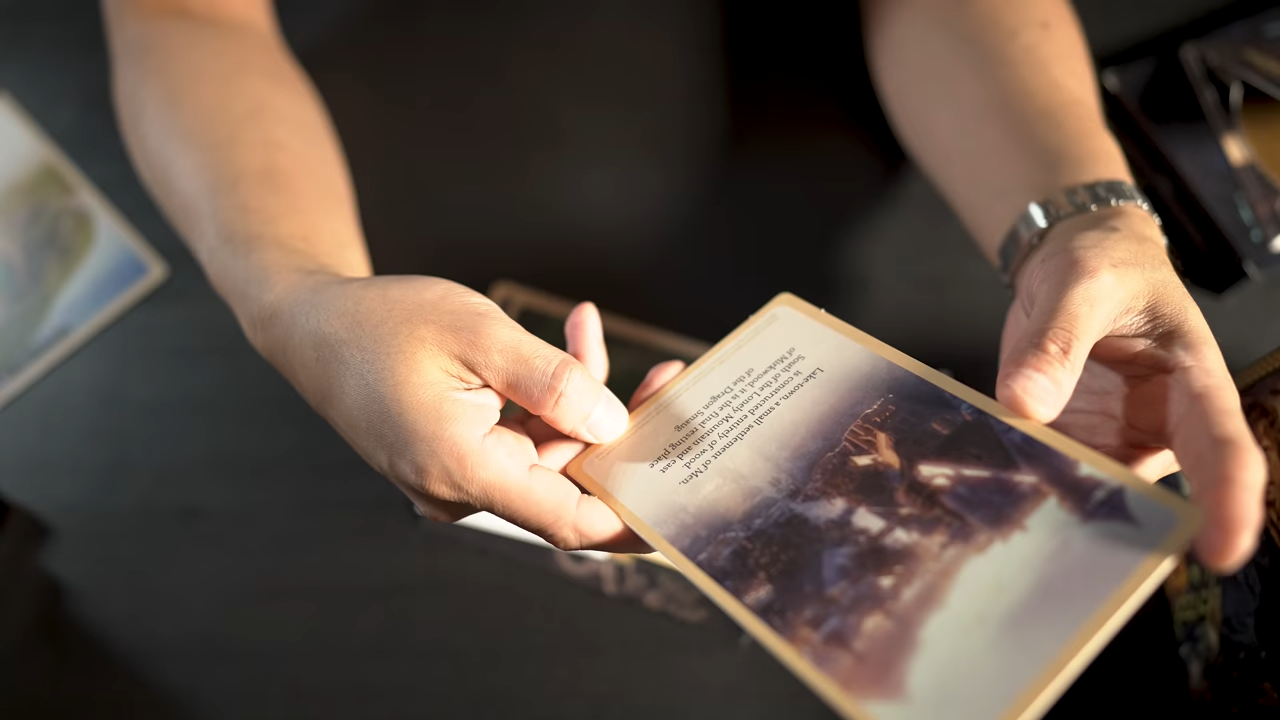 Lake-town, a small settlement of Men,
is constructed entirely of wood.
South of the Lonely Mountain and east
of Mirkwood, it is the final resting place
of the Dragon Smaug.